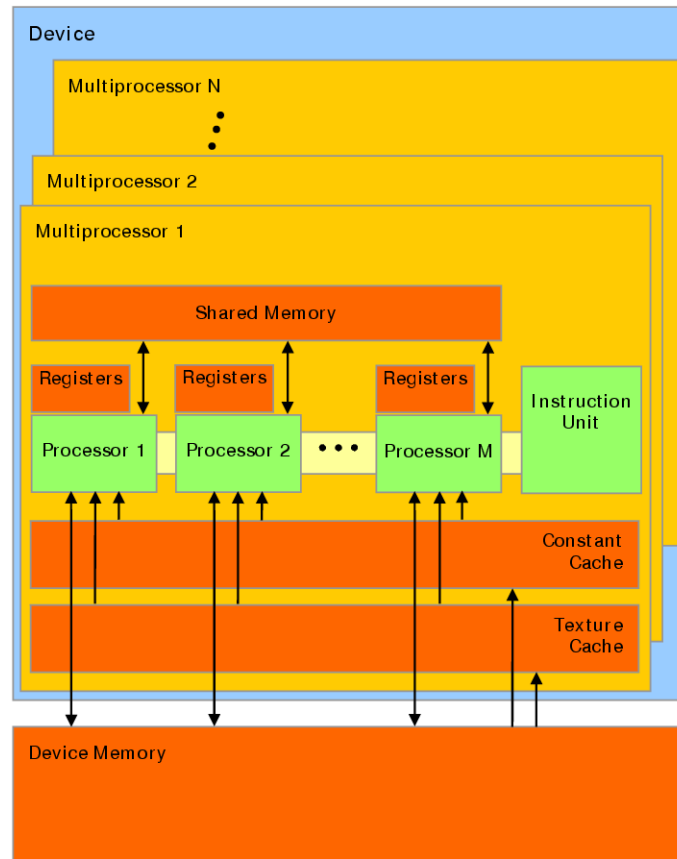 Device
Multiprocessor N
Multiprocessor 2
Multiprocessor 1
Shared Memory
Registers
Registers
Registers
Instruction
Unit
Processor 1
Processor 2
Processor M
Constant
Cache
Texture
Cache
Device Memory